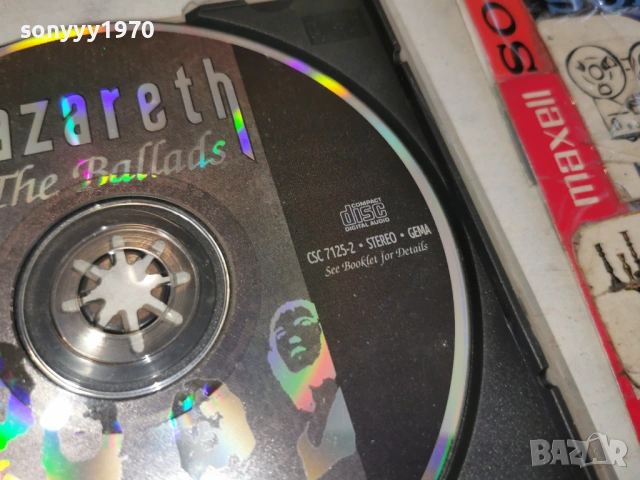 sonyyy1970
azareth
The Ballads
COMPACT
disc
DIGITAL AUDIO
CSC 7125-2 • STEREO • GEMA
See Booklet for Details
SO
maxell
BAZAR